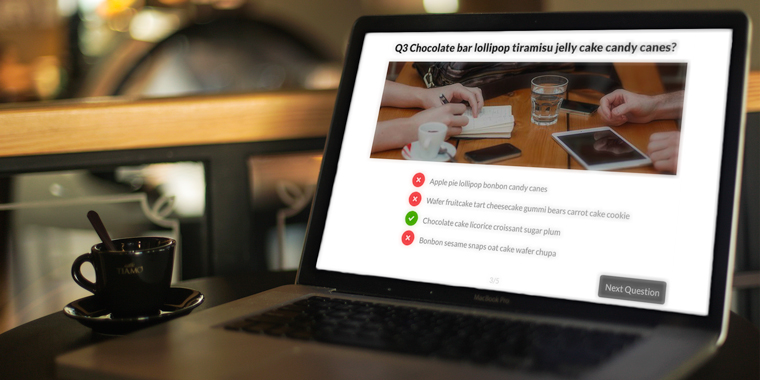 Q3 Chocolate bar lollipop tiramisu jelly cake candy canes?
Apple pie lollipop bonbon candy canes
Wafer fruitcake tart cheesecake gummi bears carrot cake cookie
Chocolate cake licorice croissant sugar plum
Bonbon sesame snaps oat cake wafer chupa
3/5
Next Question
MacBook Pro
TIAMO